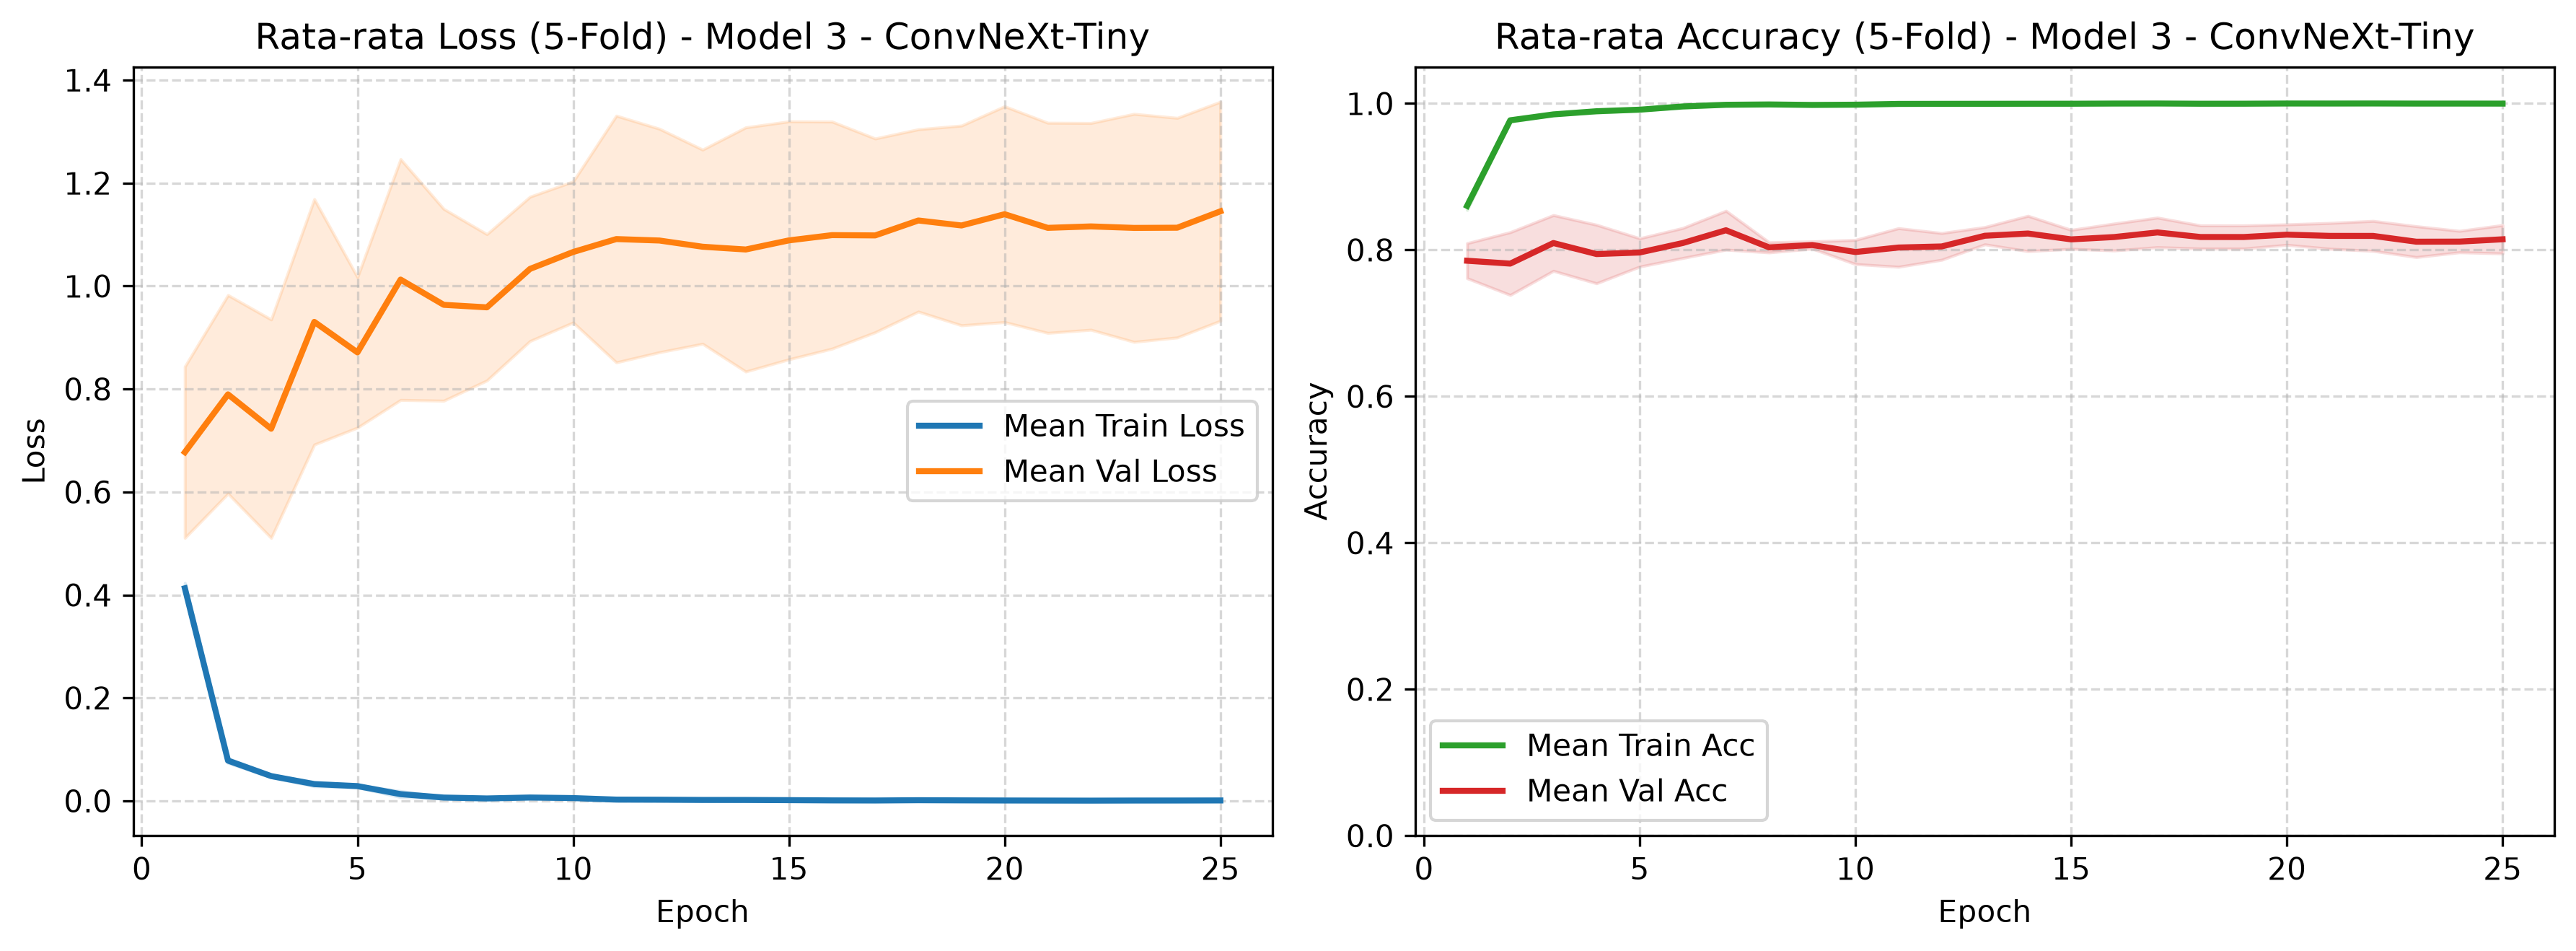 Rata-rata Loss (5-Fold) - Model 3 - ConvNeXt-Tiny
1.4
1.2
1.0
0.8
0.6
0.4
0.2
0.0
Loss
Mean Train Loss
Mean Val Loss
0 5 10 15 20 25
Epoch
Rata-rata Accuracy (5-Fold) - Model 3 - ConvNeXt-Tiny
1.0
0.8
0.6
0.4
0.2
0.0
Accuracy
Mean Train Acc
Mean Val Acc
0 5 10 15 20 25
Epoch